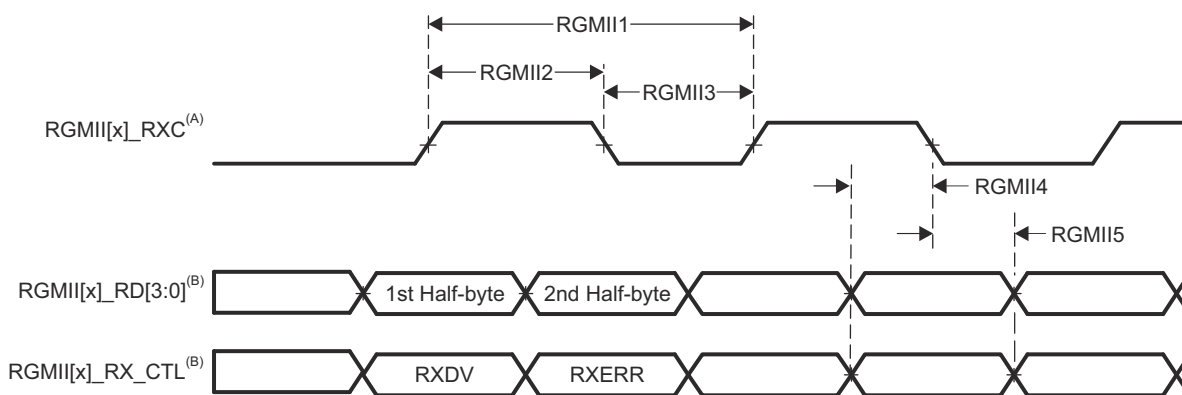 RGMII1
RGMII2
RGMII3
RGMII[x]_RXC(A)
RGMII4
RGMII5
RGMII[x]_RD[3:0](B)
1st Half-byte
2nd Half-byte
RGMII[x]_RX_CTL(B)
RXDV
RXERR